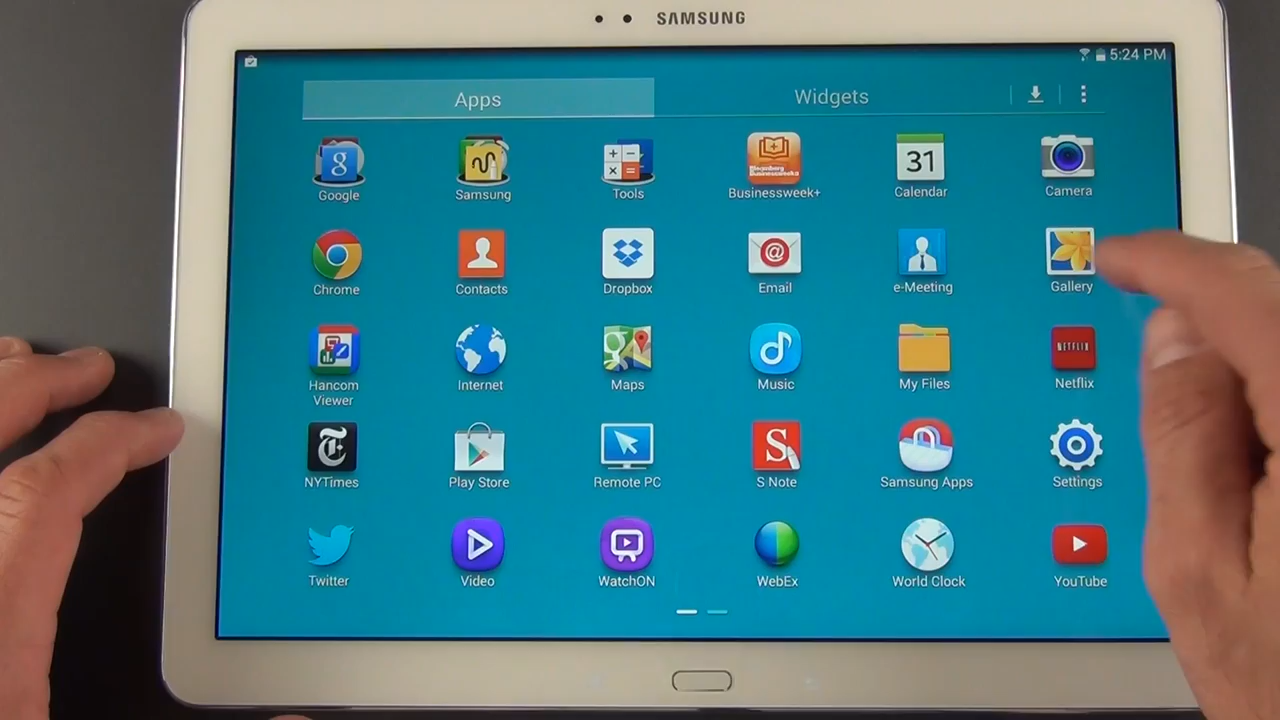 SAMSUNG
5:24 PM
Apps Widgets
g
31
Google Samsung Tools Businessweek+ Calendar Camera
Chrome Contacts Dropbox Email e-Meeting Gallery
NETFLIX
Hancom Viewer Internet Maps Music My Files Netflix
NYTimes Play Store Remote PC S Note Samsung Apps Settings
Twitter Video WatchON WebEx World Clock YouTube